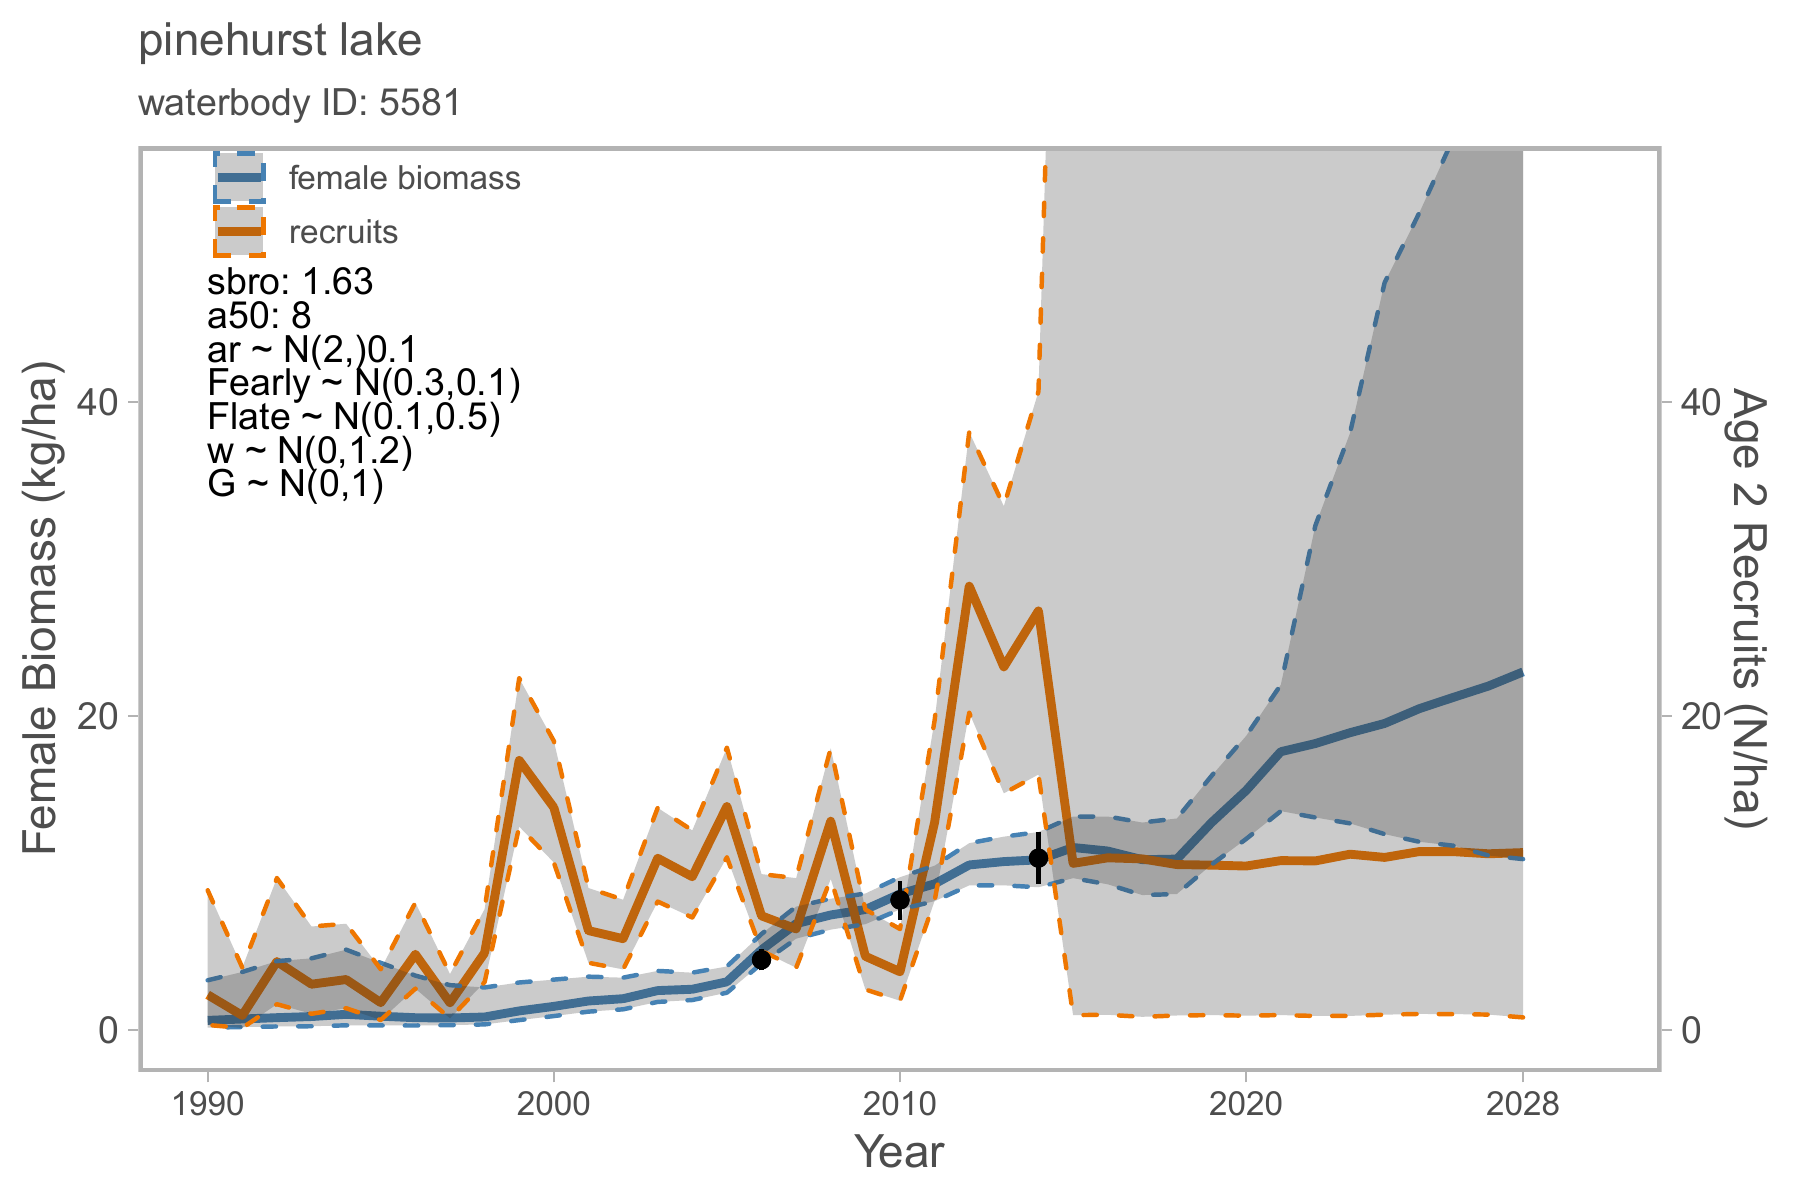 pinehurst lake
waterbody ID: 5581
female biomass
recruits
sbro: 1.63
a50: 8
ar ~ N(2,)0.1
Fearly ~ N(0.3,0.1)
Flate ~ N(0.1,0.5)
w ~ N(0,1.2)
G ~ N(0,1)
Female Biomass (kg/ha)
40
20
0
40
20
0
Age 2 Recruits (N/ha)
1990 2000 2010 2020 2028
Year